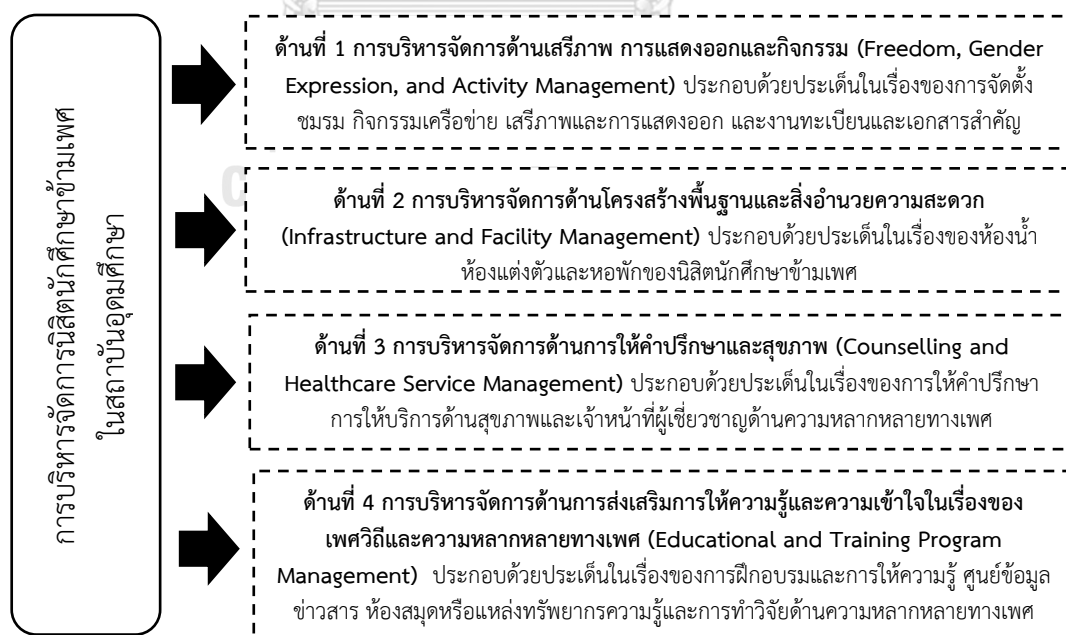 การบริหารจัดการนิสิตนักศึกษาข้ามเพศ
ในสถาบันอุดมศึกษา
ด้านที่ 1 การบริหารจัดการด้านเสรีภาพ การแสดงออกและกิจกรรม (Freedom, Gender
Expression, and Activity Management) ประกอบด้วยประเด็นในเรื่องของการจัดตั้ง
ชมรม กิจกรรมเครือข่าย เสรีภาพและการแสดงออก และงานทะเบียนและเอกสารสำคัญ
ด้านที่ 2 การบริหารจัดการด้านโครงสร้างพื้นฐานและสิ่งอำนวยความสะดวก
(Infrastructure and Facility Management) ประกอบด้วยประเด็นในเรื่องของห้องน้ำ
ห้องแต่งตัวและหอพักของนิสิตนักศึกษาข้ามเพศ
ด้านที่ 3 การบริหารจัดการด้านการให้คำปรึกษาและสุขภาพ (Counselling and
Healthcare Service Management) ประกอบด้วยประเด็นในเรื่องของการให้คำปรึกษา
การให้บริการด้านสุขภาพและเจ้าหน้าที่ผู้เชี่ยวชาญด้านความหลากหลายทางเพศ
ด้านที่ 4 การบริหารจัดการด้านการส่งเสริมการให้ความรู้และความเข้าใจในเรื่องของ
เพศวิถีและความหลากหลายทางเพศ (Educational and Training Program
Management) ประกอบด้วยประเด็นในเรื่องของการฝึกอบรมและการให้ความรู้ ศูนย์ข้อมูล
ข่าวสาร ห้องสมุดหรือแหล่งทรัพยากรความรู้และการทำวิจัยด้านความหลากหลายทางเพศ